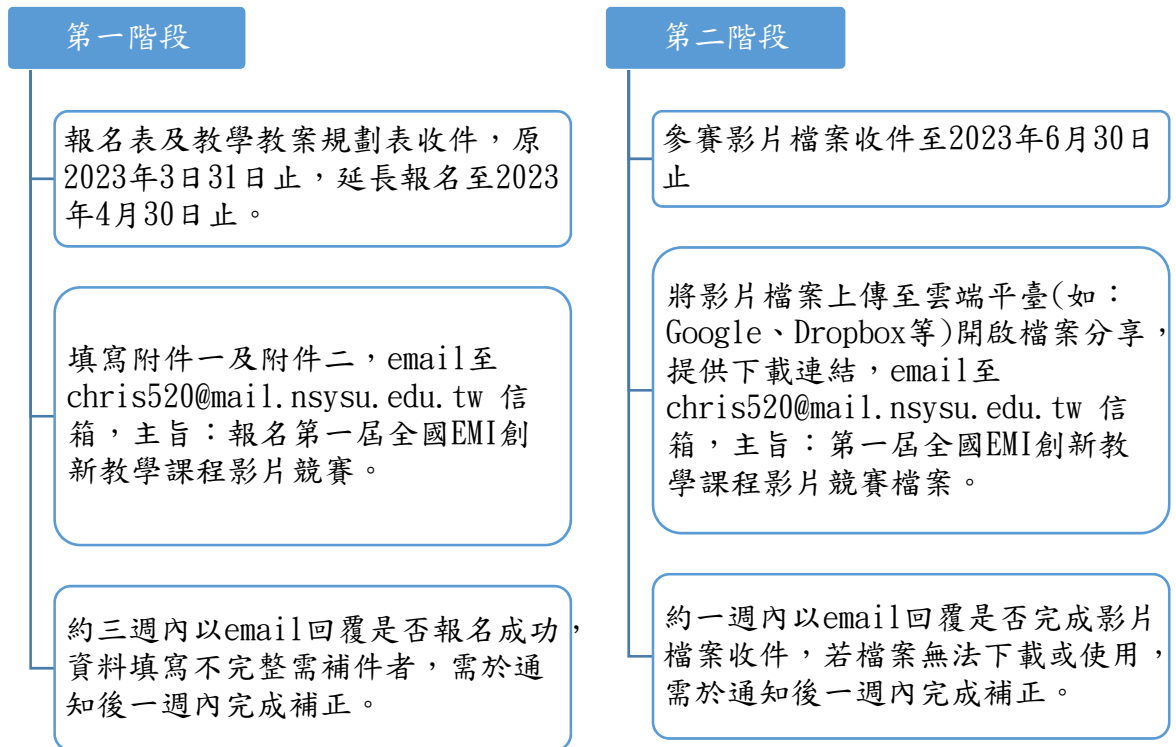 第一階段
報名表及教學教案規劃表收件，原
2023年3日31日止，延長報名至2023
年4月30日止。
填寫附件一及附件二，email至
chris520@mail.nsysu.edu.tw 信
箱，主旨：報名第一屆全國EMI創
新教學課程影片競賽。
約三週內以email回覆是否報名成功，
資料填寫不完整需補件者，需於通
知後一週內完成補正。
第二階段
參賽影片檔案收件至2023年6月30日
止
將影片檔案上傳至雲端平臺(如：
Google、Dropbox等)開啟檔案分享，
提供下載連結，email至
chris520@mail.nsysu.edu.tw 信
箱，主旨：第一屆全國EMI創新教
學課程影片競賽檔案。
約一週內以email回覆是否完成影片
檔案收件，若檔案無法下載或使用，
需於通知後一週內完成補正。